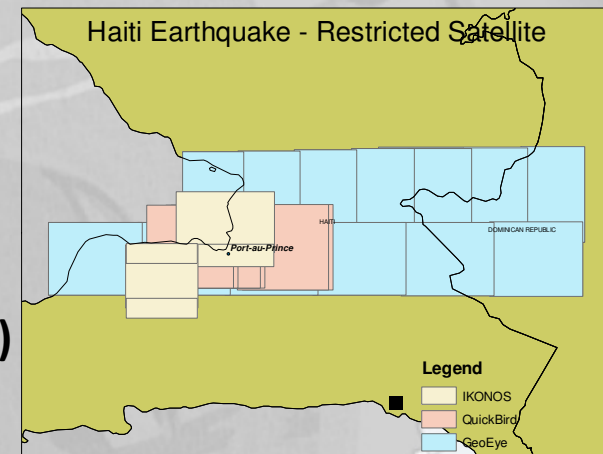 Haiti Earthquake - Restricted Satellite
HAITI
DOMINICAN REPUBLIC
Port-au-Prince
)
Legend
IKONOS
QuickBird
GeoEye